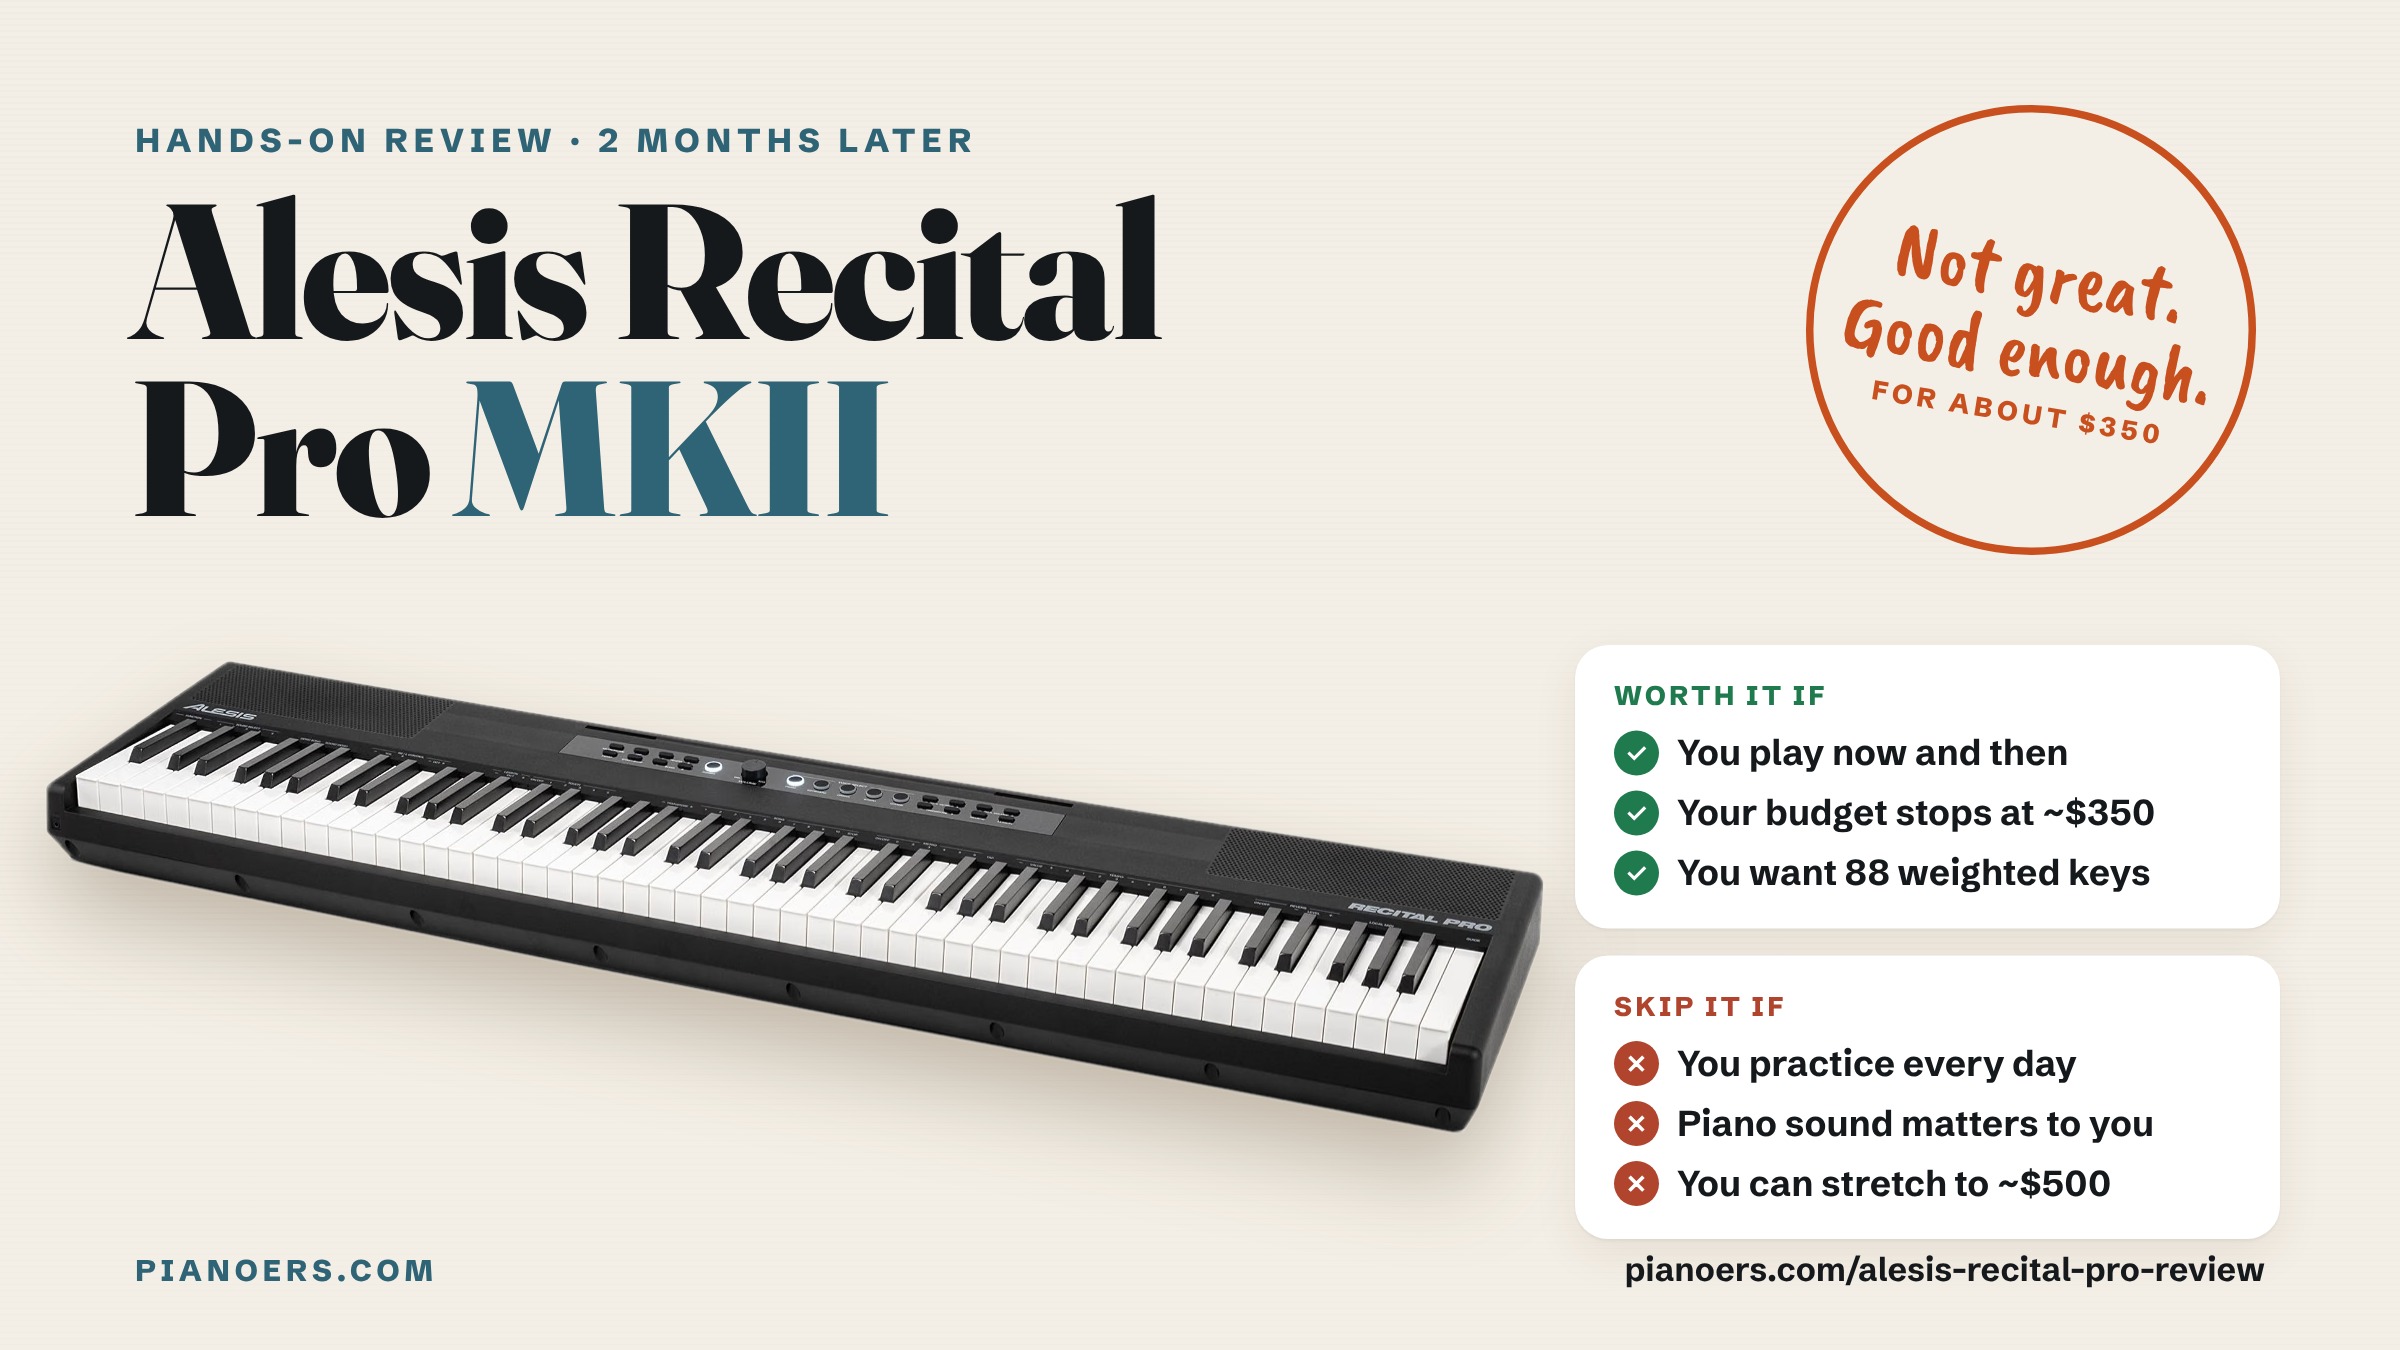 HANDS-ON REVIEW · 2 MONTHS LATER
Alesis Recital
Pro MKII
Not great.
Good enough.
FOR ABOUT $350
ALESIS
RECITAL PRO
WORTH IT IF
You play now and then
Your budget stops at ~$350
You want 88 weighted keys
SKIP IT IF
You practice every day
Piano sound matters to you
You can stretch to ~$500
PIANOERS.COM
pianoers.com/alesis-recital-pro-review